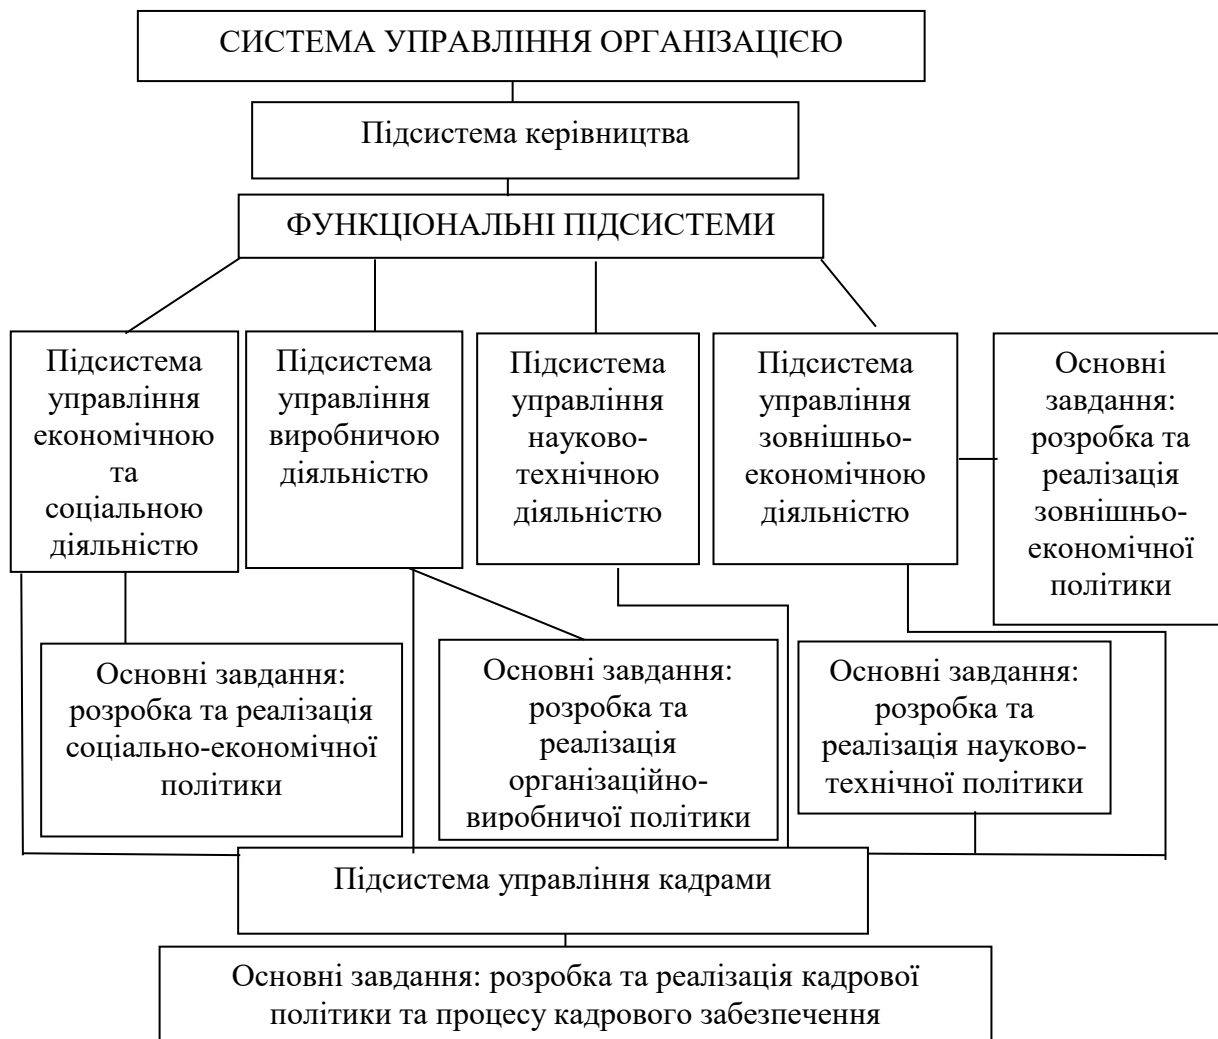 СИСТЕМА УПРАВЛІННЯ ОРГАНІЗАЦІЄЮ
Підсистема керівництва
ФУНКЦІОНАЛЬНІ ПІДСИСТЕМИ
Підсистема
управління
економічною
та
соціальною
діяльністю
Підсистема
управління
виробничою
діяльністю
Підсистема
управління
науково-
технічною
діяльністю
Підсистема
управління
зовнішньо-
економічною
діяльністю
Основні
завдання:
розробка та
реалізація
зовнішньо-
економічної
політики
Основні завдання:
розробка та реалізація
соціально-економічної
політики
Основні завдання:
розробка та
реалізація
організаційно-
виробничої політики
Основні завдання:
розробка та
реалізація науково-
технічної політики
Підсистема управління кадрами
Основні завдання: розробка та реалізація кадрової
політики та процесу кадрового забезпечення